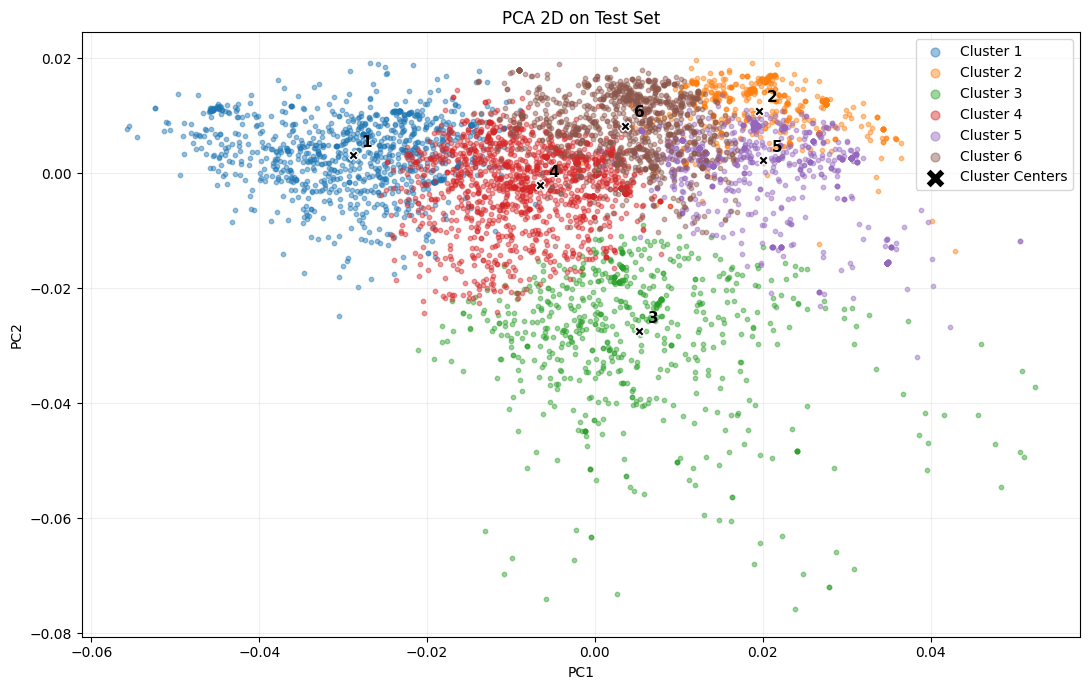 PCA 2D on Test Set
Cluster 1
Cluster 2
Cluster 3
Cluster 4
Cluster 5
Cluster 6
Cluster Centers
0.02
0.00
−0.02
−0.04
−0.06
−0.08
PC2
1
2
3
4
5
6
−0.06
−0.04
−0.02
0.00
0.02
0.04
PC1